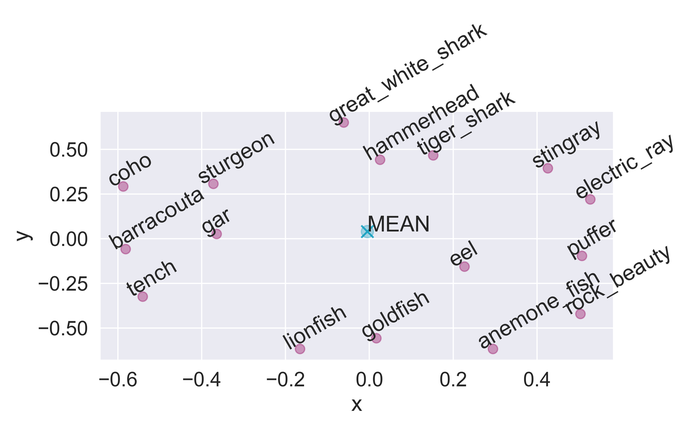 great_white_shark
hammerhead
tiger_shark
stingray
electric_ray
coho
sturgeon
barracouta
gar
MEAN
puffer
eel
tench
rock_beauty
anemone_fish
lionfish
goldfish
0.50
0.25
0.00
−0.25
−0.50
y
−0.6
−0.4
−0.2
0.0
0.2
0.4
x